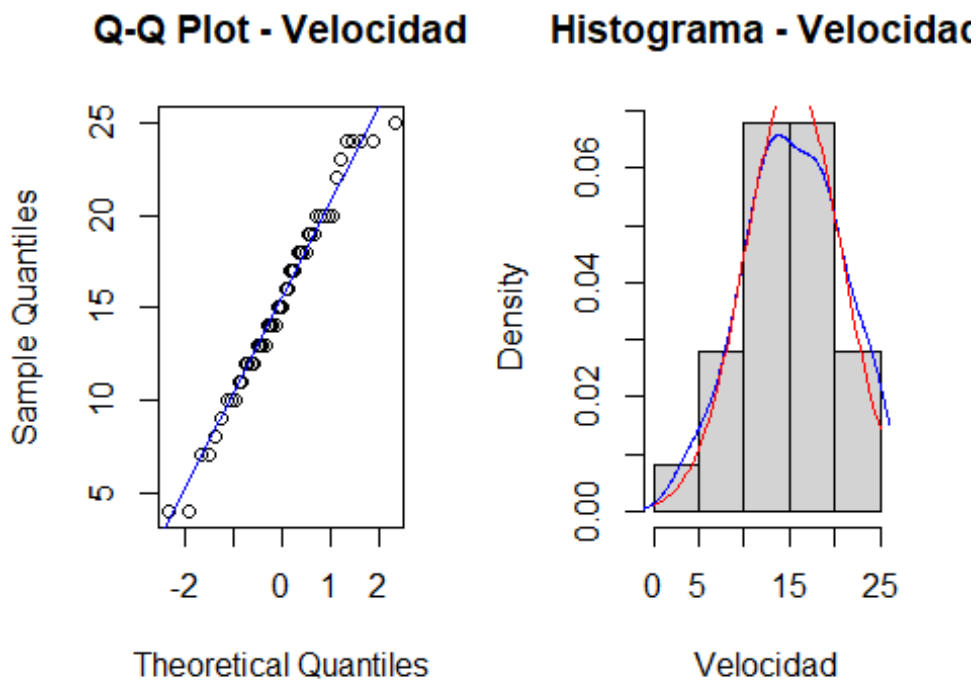 Q-Q Plot - Velocidad
Sample Quantiles
25
20
15
10
5
-2
0
1
2
Theoretical Quantiles
Histograma - Velocidad
Density
0.06
0.04
0.02
0.00
0
5
15
25
Velocidad